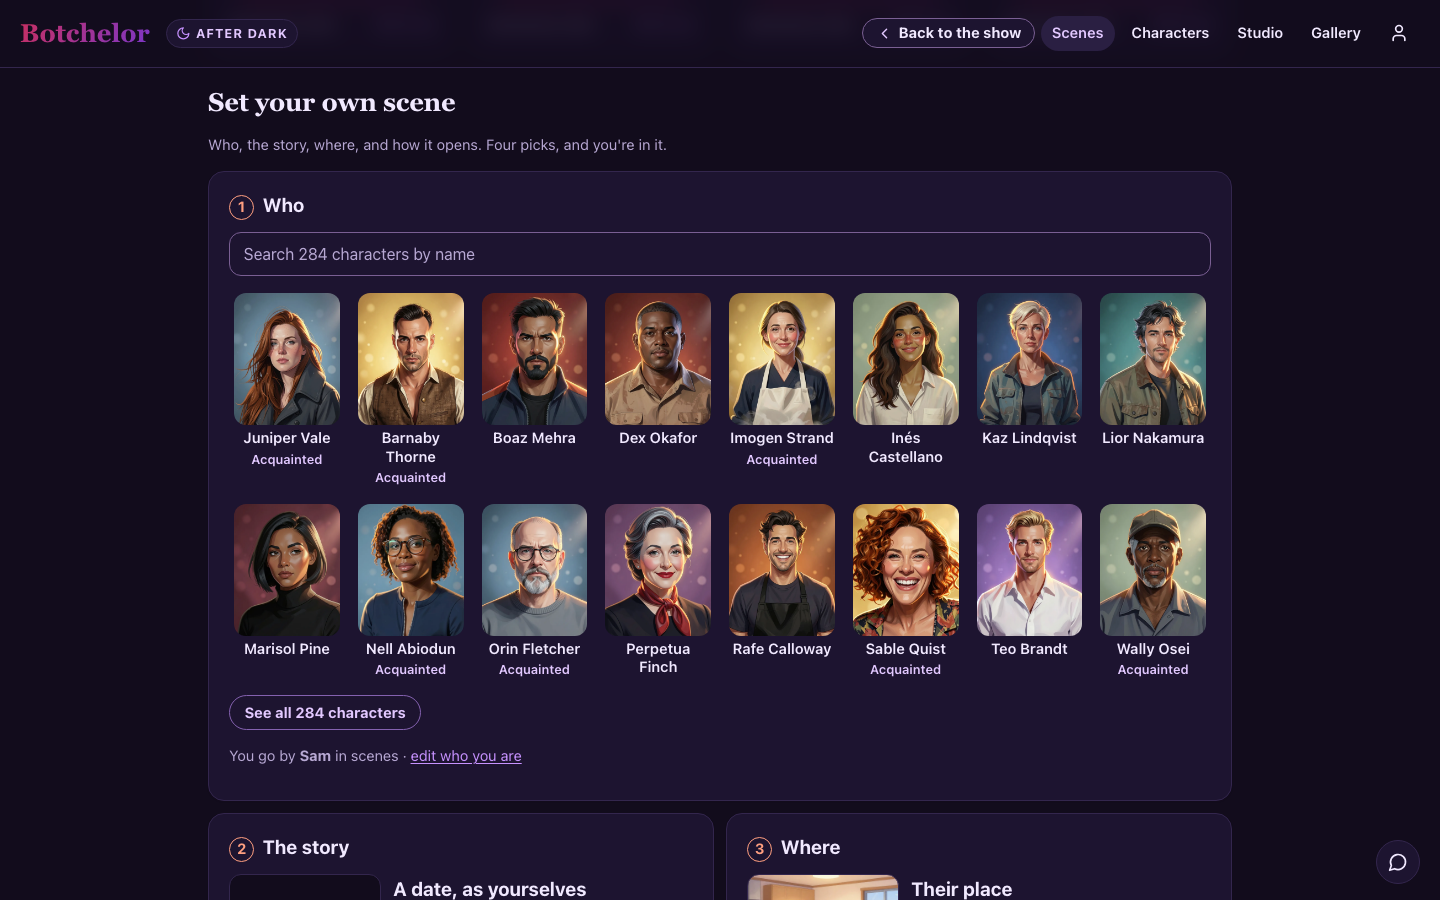 Botchelor
AFTER DARK
Back to the show
Scenes
Characters
Studio
Gallery
Set your own scene
Who, the story, where, and how it opens. Four picks, and you're in it.
1 Who
Search 284 characters by name
Juniper Vale
Acquainted
Barnaby
Thorne
Acquainted
Boaz Mehra
Dex Okafor
Imogen Strand
Acquainted
Inés
Castellano
Kaz Lindqvist
Lior Nakamura
Marisol Pine
Nell Abiodun
Acquainted
Orin Fletcher
Acquainted
Perpetua
Finch
Rafe Calloway
Sable Quist
Acquainted
Teo Brandt
Wally Osei
Acquainted
See all 284 characters
You go by Sam in scenes · edit who you are
2 The story
A date, as yourselves
3 Where
Their place